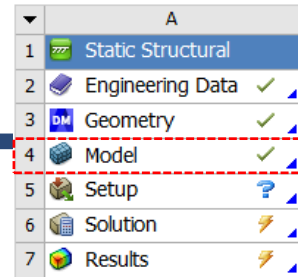 A
1 Static Structural
2 Engineering Data
3 DM Geometry
4 Model
5 Setup ?
6 Solution
7 Results